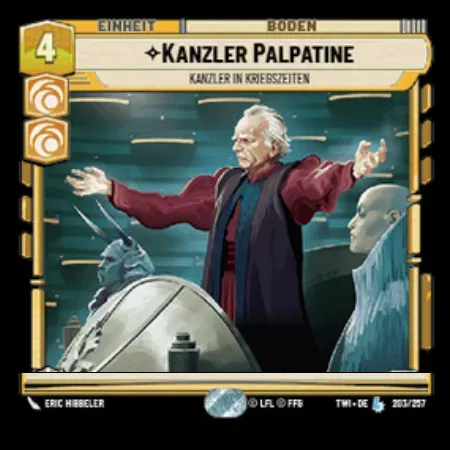 EINHEIT BODEN
4
KANZLER PALPATINE
KANZLER IN KRIEGSZEITEN
ERIC HIBBELER © LFL © FFG TWI • DE 203/257